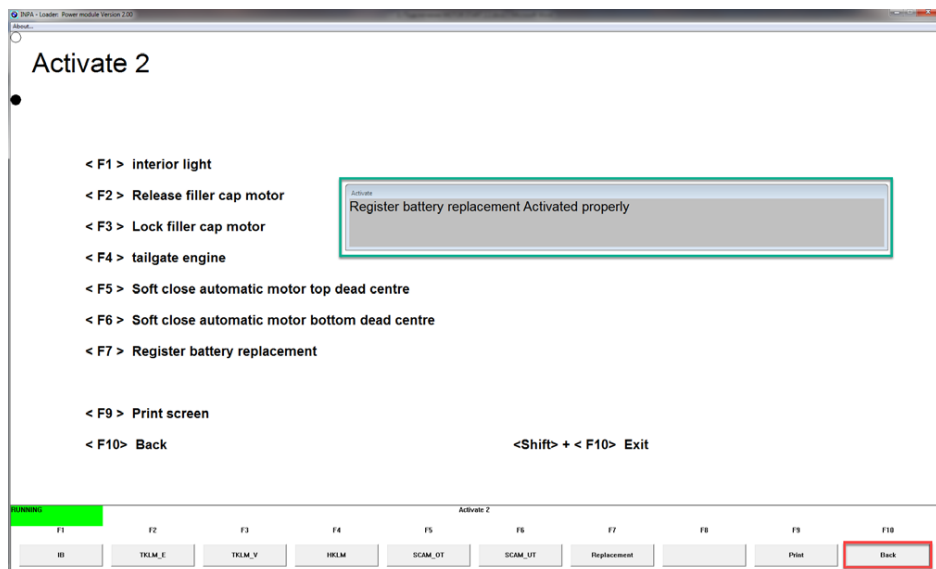 INPA - Loader: Power module Version 2.00
About...
Activate 2
< F1 > interior light
< F2 > Release filler cap motor
< F3 > Lock filler cap motor
< F4 > tailgate engine
< F5 > Soft close automatic motor top dead centre
< F6 > Soft close automatic motor bottom dead centre
< F7 > Register battery replacement
Activate
Register battery replacement Activated properly
< F9 > Print screen
< F10> Back
<Shift> + < F10> Exit
RUNNING
Activate 2
F1 F2 F3 F4 F5 F6 F7 F8 F9 F10
IB TKLM_E TKLM_V HKLM SCAM_OT SCAM_UT Replacement Print Back